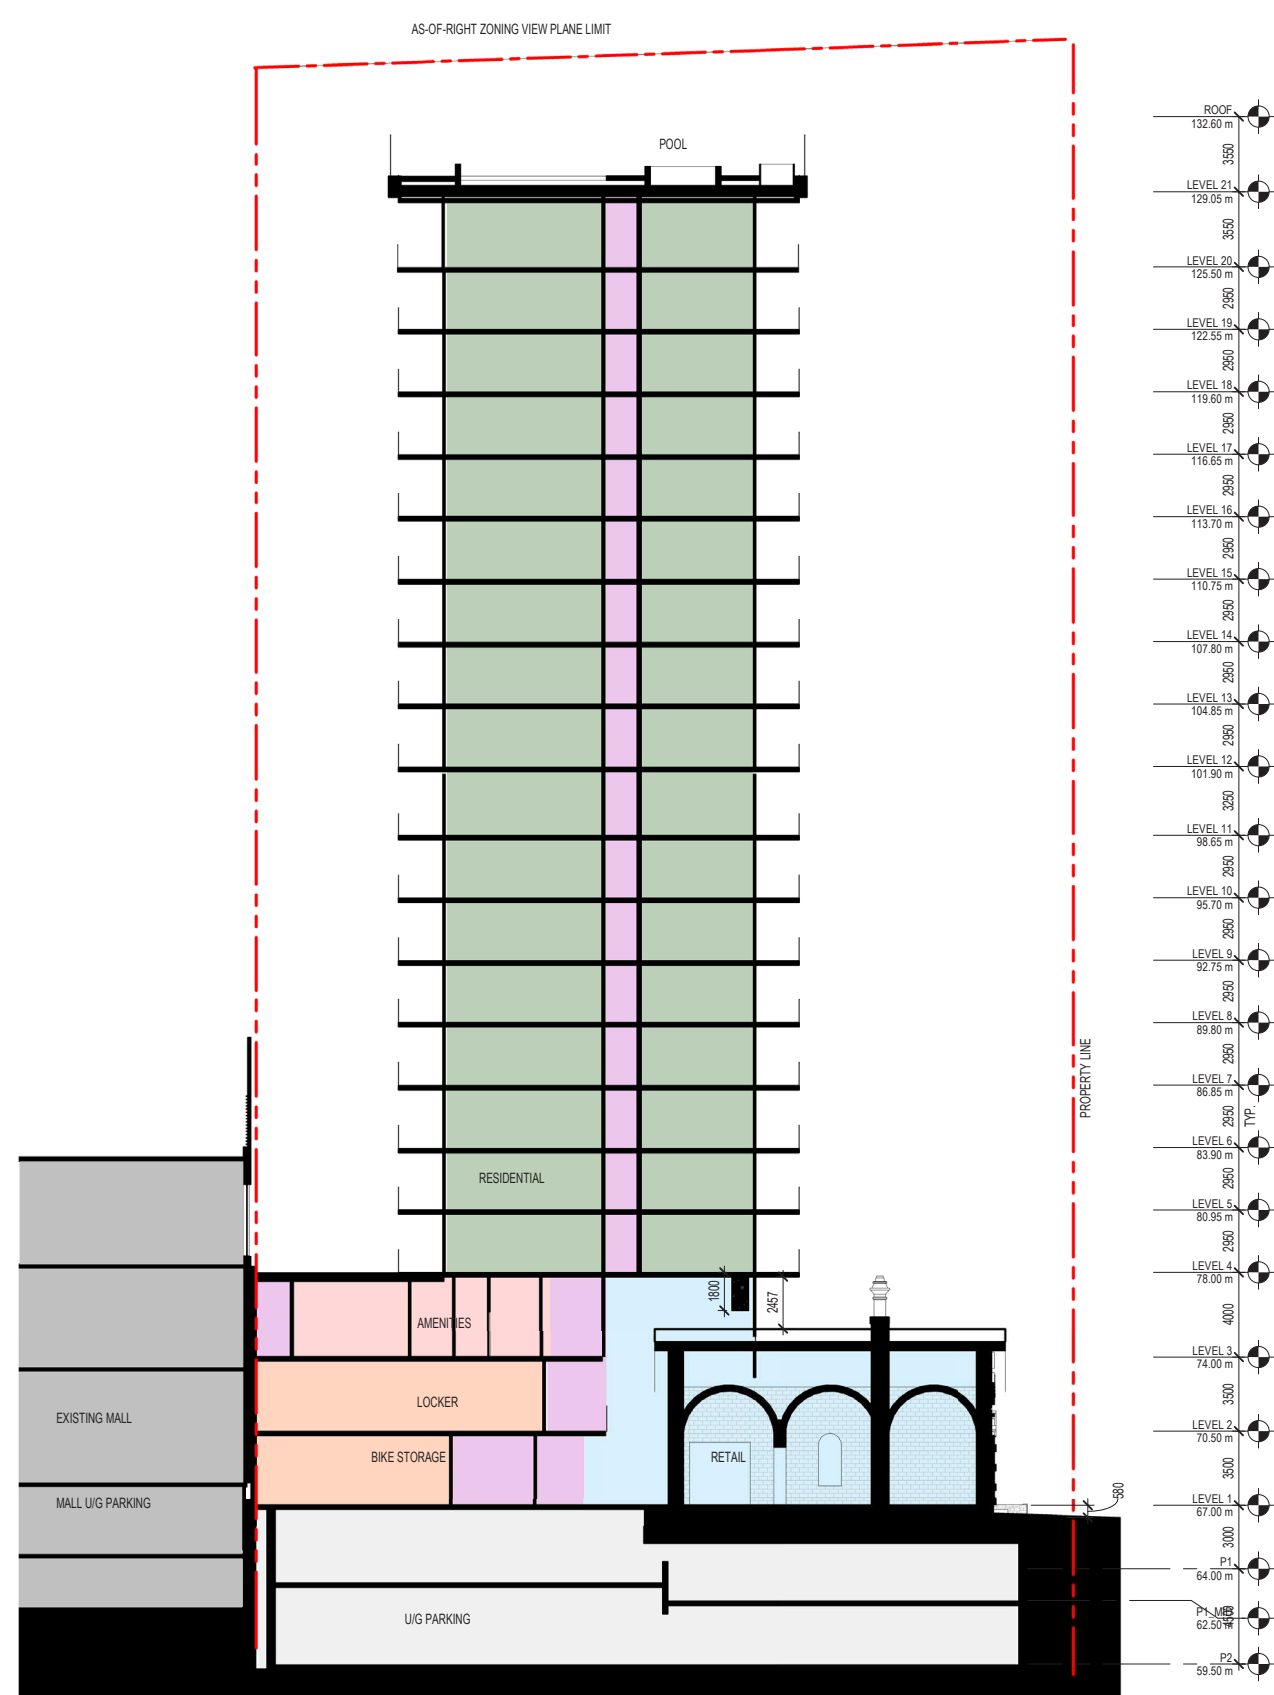 AS-OF-RIGHT ZONING VIEW PLANE LIMIT
POOL
ROOF
132.60 m
3550
LEVEL 21
129.05 m
3550
LEVEL 20
125.50 m
2950
LEVEL 19
122.55 m
2950
LEVEL 18
119.60 m
2950
LEVEL 17
116.65 m
2950
LEVEL 16
113.70 m
2950
LEVEL 15
110.75 m
2950
LEVEL 14
107.80 m
2950
LEVEL 13
104.85 m
2950
LEVEL 12
101.90 m
3250
LEVEL 11
98.65 m
2950
LEVEL 10
95.70 m
2950
LEVEL 9
92.75 m
2950
LEVEL 8
89.80 m
2950
LEVEL 7
86.85 m
2950
TYP.
LEVEL 6
83.90 m
2950
LEVEL 5
80.95 m
2950
LEVEL 4
78.00 m
4000
LEVEL 3
74.00 m
3500
LEVEL 2
70.50 m
3500
LEVEL 1
67.00 m
3000
P1
64.00 m
P1_MID
62.50 m
4500
P2
59.50 m
PROPERTY LINE
RESIDENTIAL
1800
2457
AMENITIES
LOCKER
EXISTING MALL
BIKE STORAGE
RETAIL
MALL U/G PARKING
580
U/G PARKING